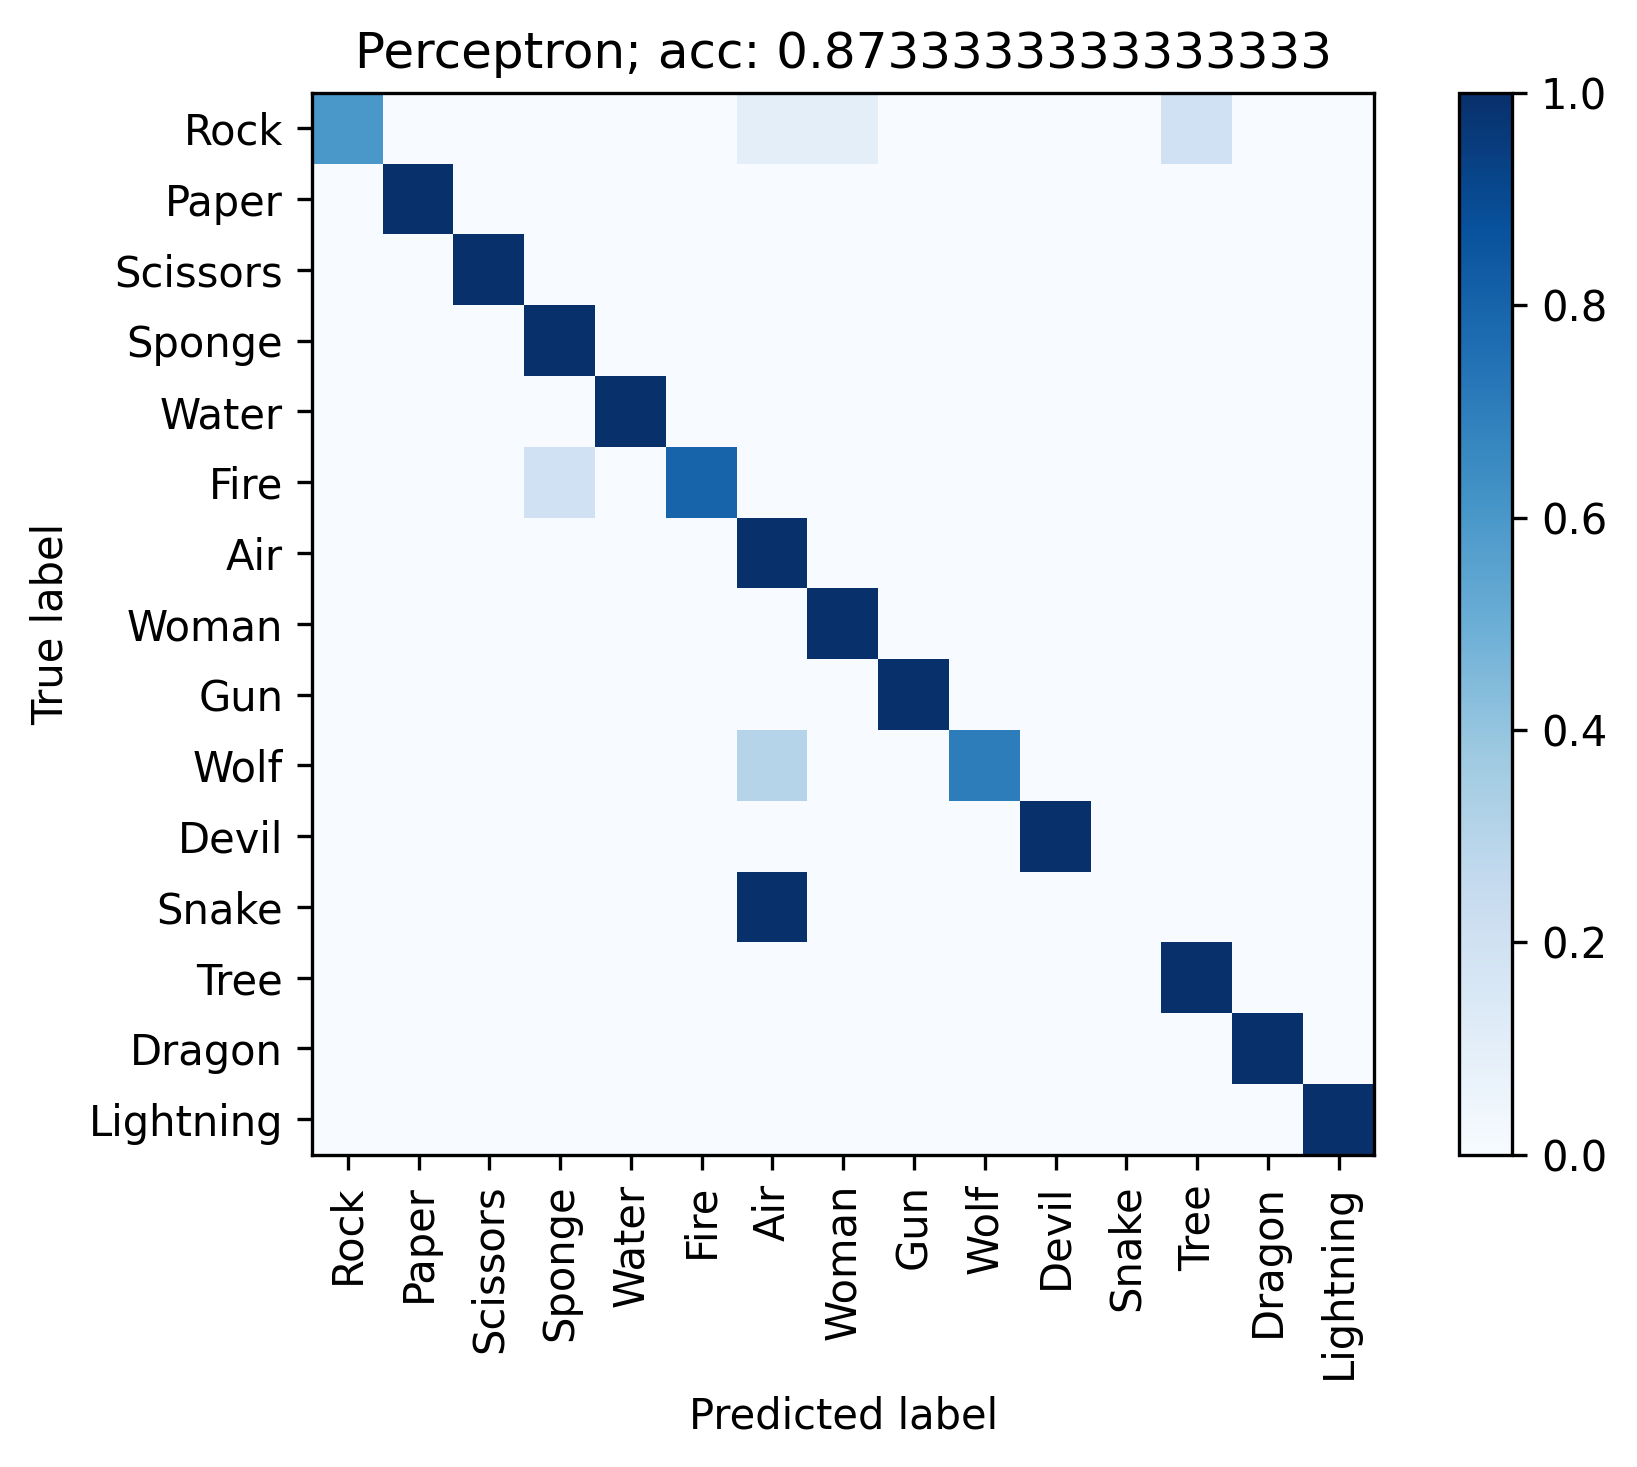 Perceptron; acc: 0.8733333333333333
True label
Rock
Paper
Scissors
Sponge
Water
Fire
Air
Woman
Gun
Wolf
Devil
Snake
Tree
Dragon
Lightning
Rock
Paper
Scissors
Sponge
Water
Fire
Air
Woman
Gun
Wolf
Devil
Snake
Tree
Dragon
Lightning
Predicted label
1.0
0.8
0.6
0.4
0.2
0.0